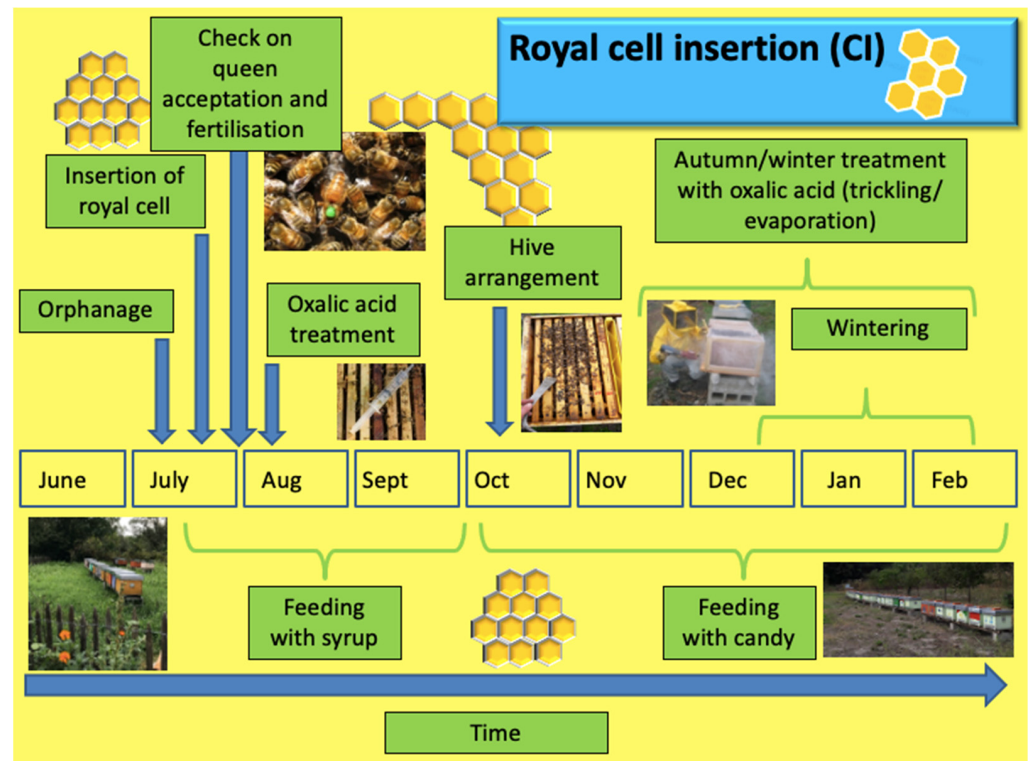 Royal cell insertion (CI)
Check on
queen
acceptation and
fertilisation
Insertion of
royal cell
Orphanage
Oxalic acid
treatment
Hive
arrangement
Autumn/winter treatment
with oxalic acid (trickling/
evaporation)
Wintering
June
July
Aug
Sept
Oct
Nov
Dec
Jan
Feb
Feeding
with syrup
Feeding
with candy
Time